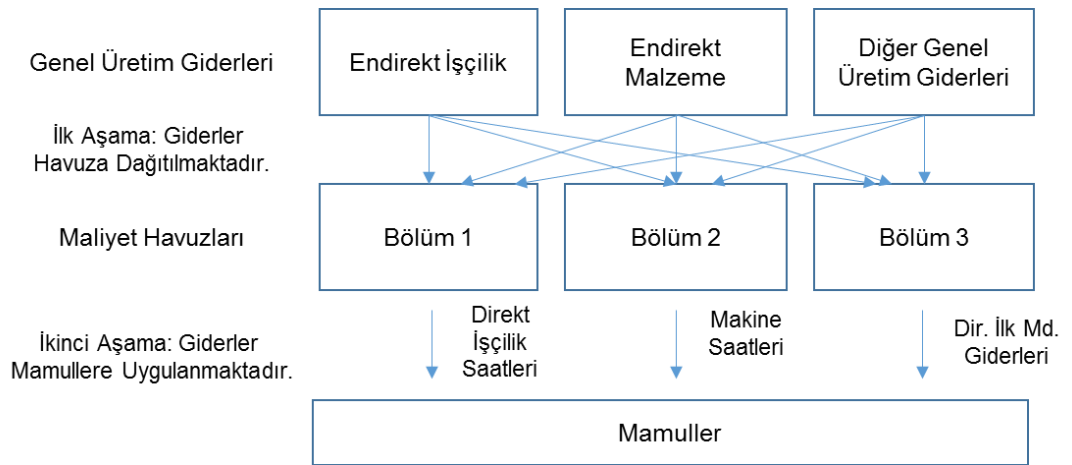 Genel Üretim Giderleri
Endirekt İşçilik
Endirekt
Malzeme
Diğer Genel
Üretim Giderleri
İlk Aşama: Giderler
Havuza Dağıtılmaktadır.
Maliyet Havuzları
Bölüm 1
Bölüm 2
Bölüm 3
İkinci Aşama: Giderler
Mamullere Uygulanmaktadır.
Direkt
İşçilik
Saatleri
Makine
Saatleri
Dir. İlk Md.
Giderleri
Mamuller